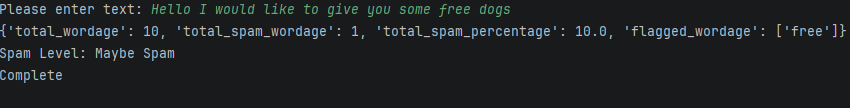 Please enter text: Hello I would like to give you some free dogs
{'total_wordage': 10, 'total_spam_wordage': 1, 'total_spam_percentage': 10.0, 'flagged_wordage': ['free']}
Spam Level: Maybe Spam
Complete